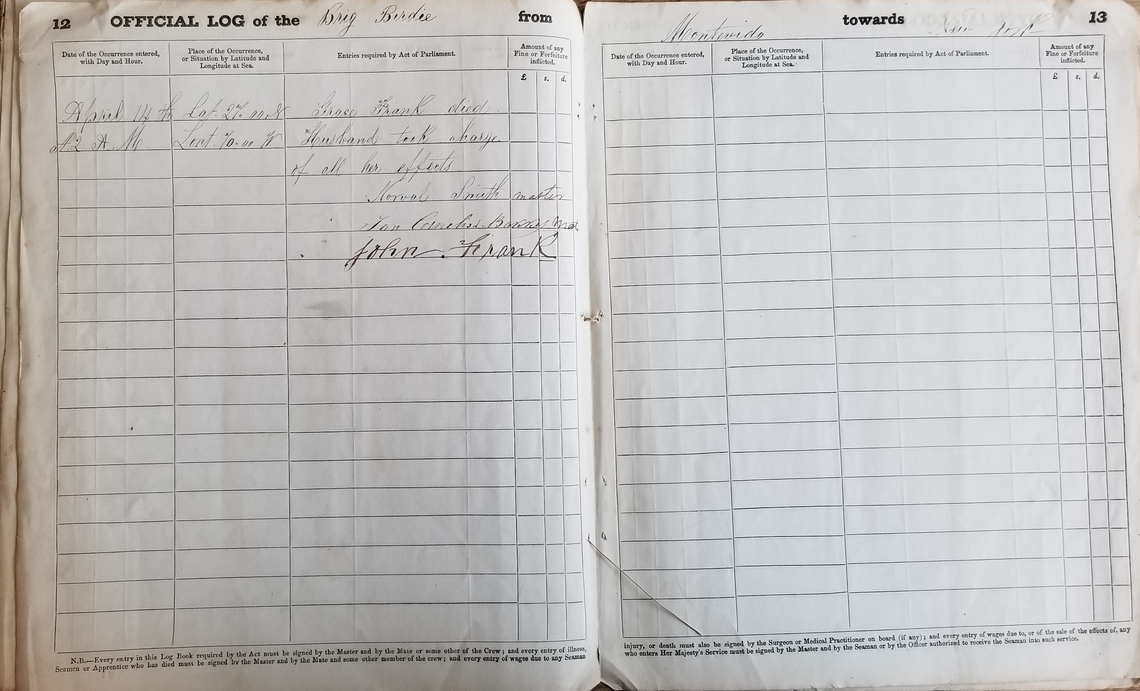 12 OFFICIAL LOG of the Brig Birdie from
Date of the Occurrence entered, with Day and Hour.
Place of the Occurrence, or Situation by Latitude and Longitude at Sea.
Entries required by Act of Parliament.
Amount of any Fine or Forfeiture inflicted.
£ s. d.
April 14 th Lat. 27.00 N Grace Frank died
at 2 A M Lont. 70-00 W Husband took charge
of all her effects
Norval Smith master
Jan Mat
John Frank
N.B.—Every entry in this Log Book required by the Act must be signed by the Master and by the Mate or some other of the Crew; and every entry of illness,
Seamen or Apprentice who has died must be signed by the Master and by the Mate and some other member of the crew; and every entry of wages due to any Seaman
Montevido towards New York 13
Date of the Occurrence entered, with Day and Hour.
Place of the Occurrence, or Situation by Latitude and Longitude at Sea.
Entries required by Act of Parliament.
Amount of any Fine or Forfeiture inflicted.
£ s. d.
injury, or death must also be signed by the Surgeon or Medical Practitioner on board (if any); and every entry of wages due to, or of the sale of the effects of, any
who enters Her Majesty's Service must be signed by the Master and by the Seaman or by the Officer authorized to receive the Seaman into such service.